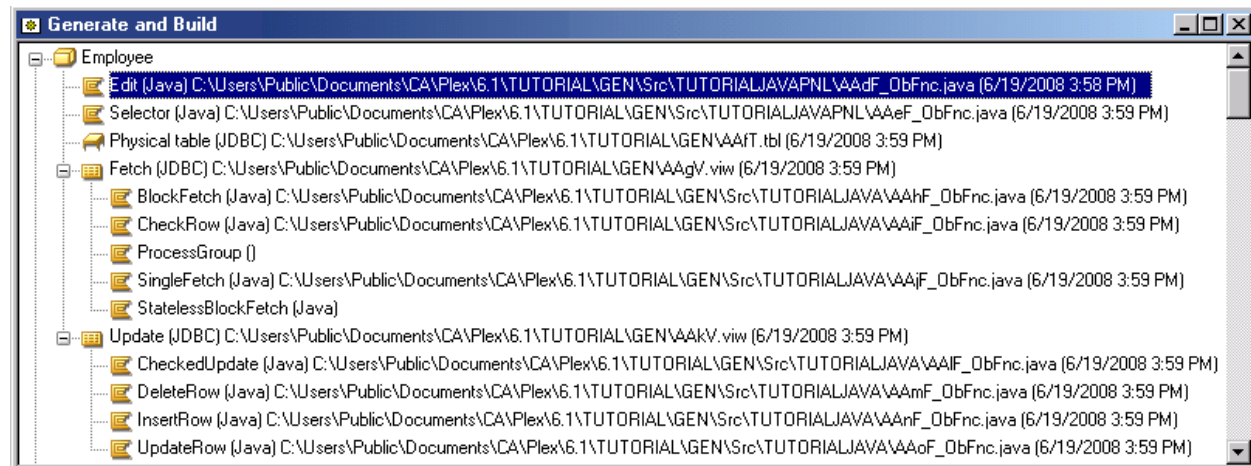 Generate and Build
Employee
Edit (Java) C:\Users\Public\Documents\CA\Plex\6.1\TUTORIAL\GEN\Src\TUTORIALJAVAPNL\AAdF_ObFnc.java (6/19/2008 3:58 PM)
Selector (Java) C:\Users\Public\Documents\CA\Plex\6.1\TUTORIAL\GEN\Src\TUTORIALJAVAPNL\AAeF_ObFnc.java (6/19/2008 3:59 PM)
Physical table (JDBC) C:\Users\Public\Documents\CA\Plex\6.1\TUTORIAL\GEN\AAfT.tbl (6/19/2008 3:59 PM)
Fetch (JDBC) C:\Users\Public\Documents\CA\Plex\6.1\TUTORIAL\GEN\AAgV.viw (6/19/2008 3:59 PM)
BlockFetch (Java) C:\Users\Public\Documents\CA\Plex\6.1\TUTORIAL\GEN\Src\TUTORIALJAVA\AAhF_ObFnc.java (6/19/2008 3:59 PM)
CheckRow (Java) C:\Users\Public\Documents\CA\Plex\6.1\TUTORIAL\GEN\Src\TUTORIALJAVA\AAiF_ObFnc.java (6/19/2008 3:59 PM)
ProcessGroup ()
SingleFetch (Java) C:\Users\Public\Documents\CA\Plex\6.1\TUTORIAL\GEN\Src\TUTORIALJAVA\AAjF_ObFnc.java (6/19/2008 3:59 PM)
StatelessBlockFetch (Java)
Update (JDBC) C:\Users\Public\Documents\CA\Plex\6.1\TUTORIAL\GEN\AAkV.viw (6/19/2008 3:59 PM)
CheckedUpdate (Java) C:\Users\Public\Documents\CA\Plex\6.1\TUTORIAL\GEN\Src\TUTORIALJAVA\AAlF_ObFnc.java (6/19/2008 3:59 PM)
DeleteRow (Java) C:\Users\Public\Documents\CA\Plex\6.1\TUTORIAL\GEN\Src\TUTORIALJAVA\AAmF_ObFnc.java (6/19/2008 3:59 PM)
InsertRow (Java) C:\Users\Public\Documents\CA\Plex\6.1\TUTORIAL\GEN\Src\TUTORIALJAVA\AAnF_ObFnc.java (6/19/2008 3:59 PM)
UpdateRow (Java) C:\Users\Public\Documents\CA\Plex\6.1\TUTORIAL\GEN\Src\TUTORIALJAVA\AAoF_ObFnc.java (6/19/2008 3:59 PM)